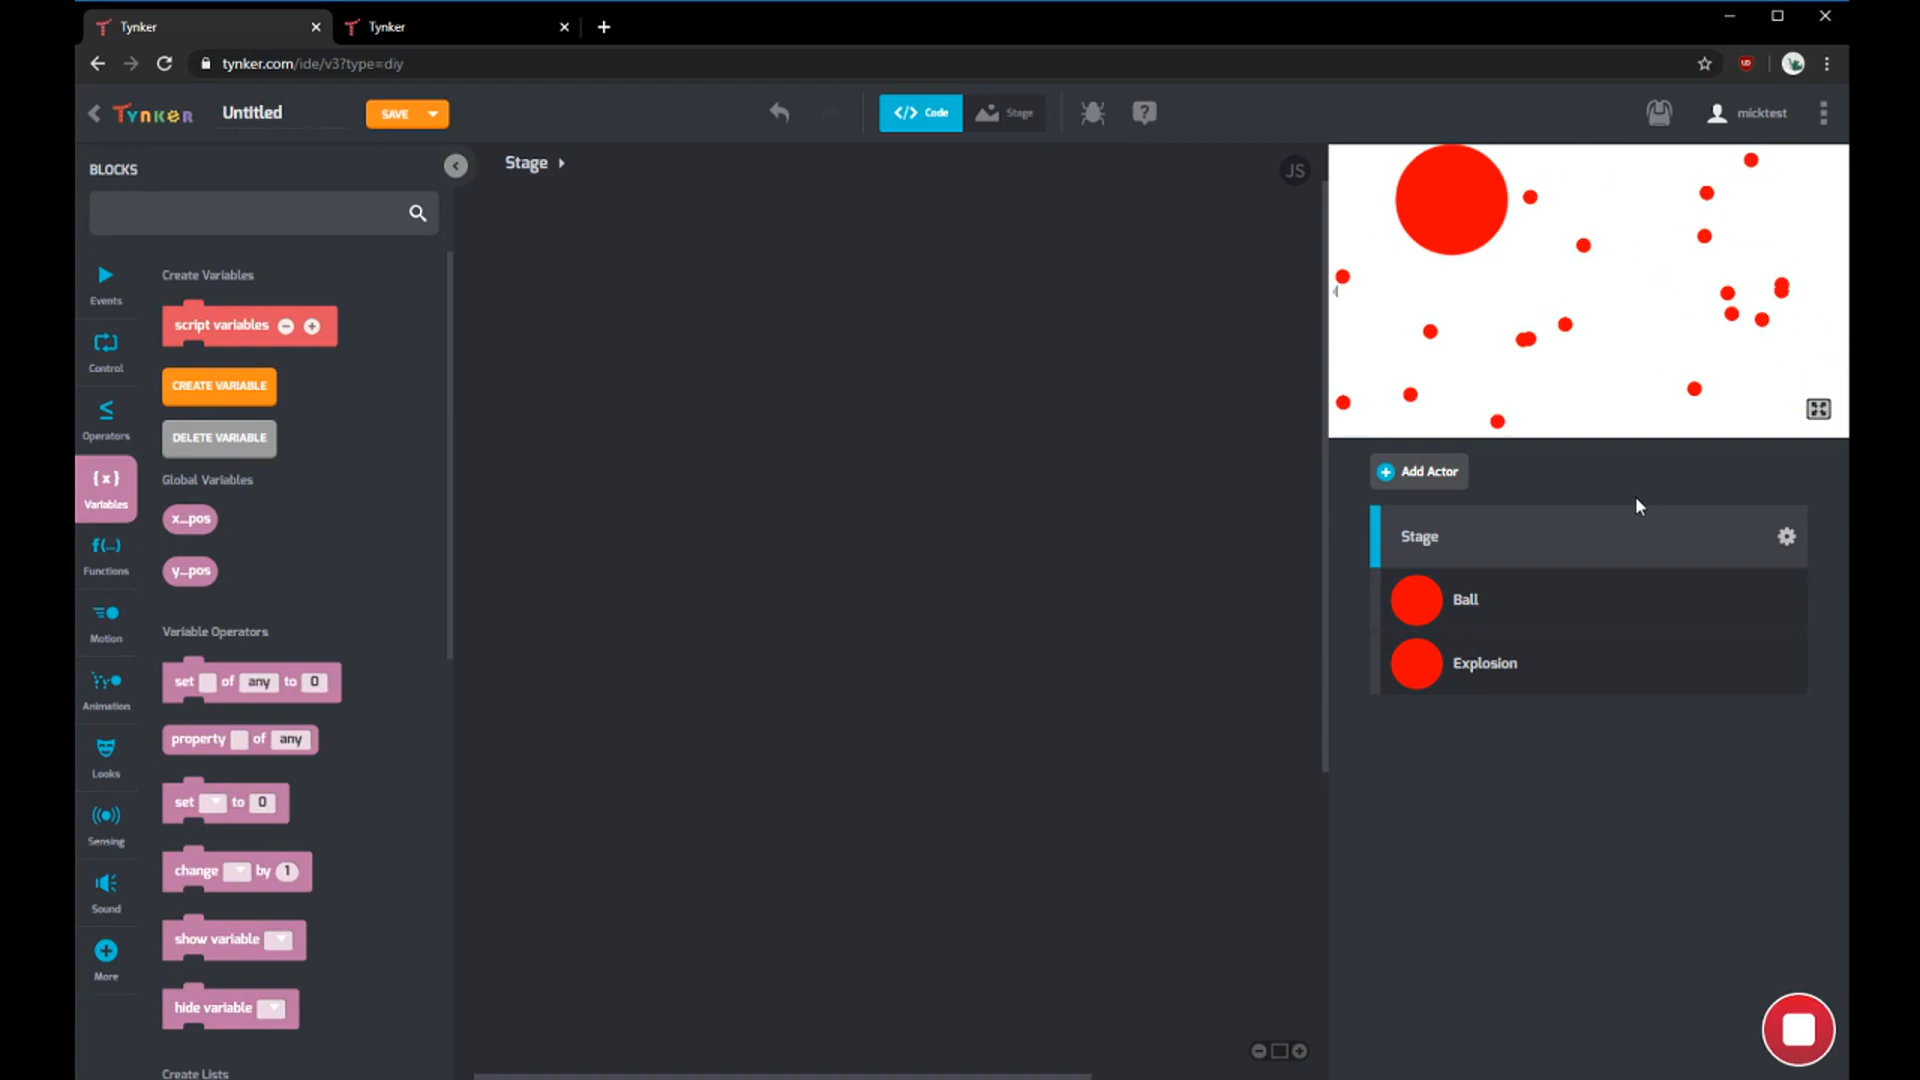 Tynker
Tynker
tynker.com/ide/v3?type=diy
TYNKER
Untitled
SAVE
</> Code
Stage
?
micktest
BLOCKS
Stage
JS
Events
Control
Operators
{x}
Variables
f(...)
Functions
Motion
Animation
Looks
Sensing
Sound
More
Create Variables
script variables
CREATE VARIABLE
DELETE VARIABLE
Global Variables
x_pos
y_pos
Variable Operators
set of any to 0
property of any
set to 0
change by 1
show variable
hide variable
Create Lists
Add Actor
Stage
Ball
Explosion